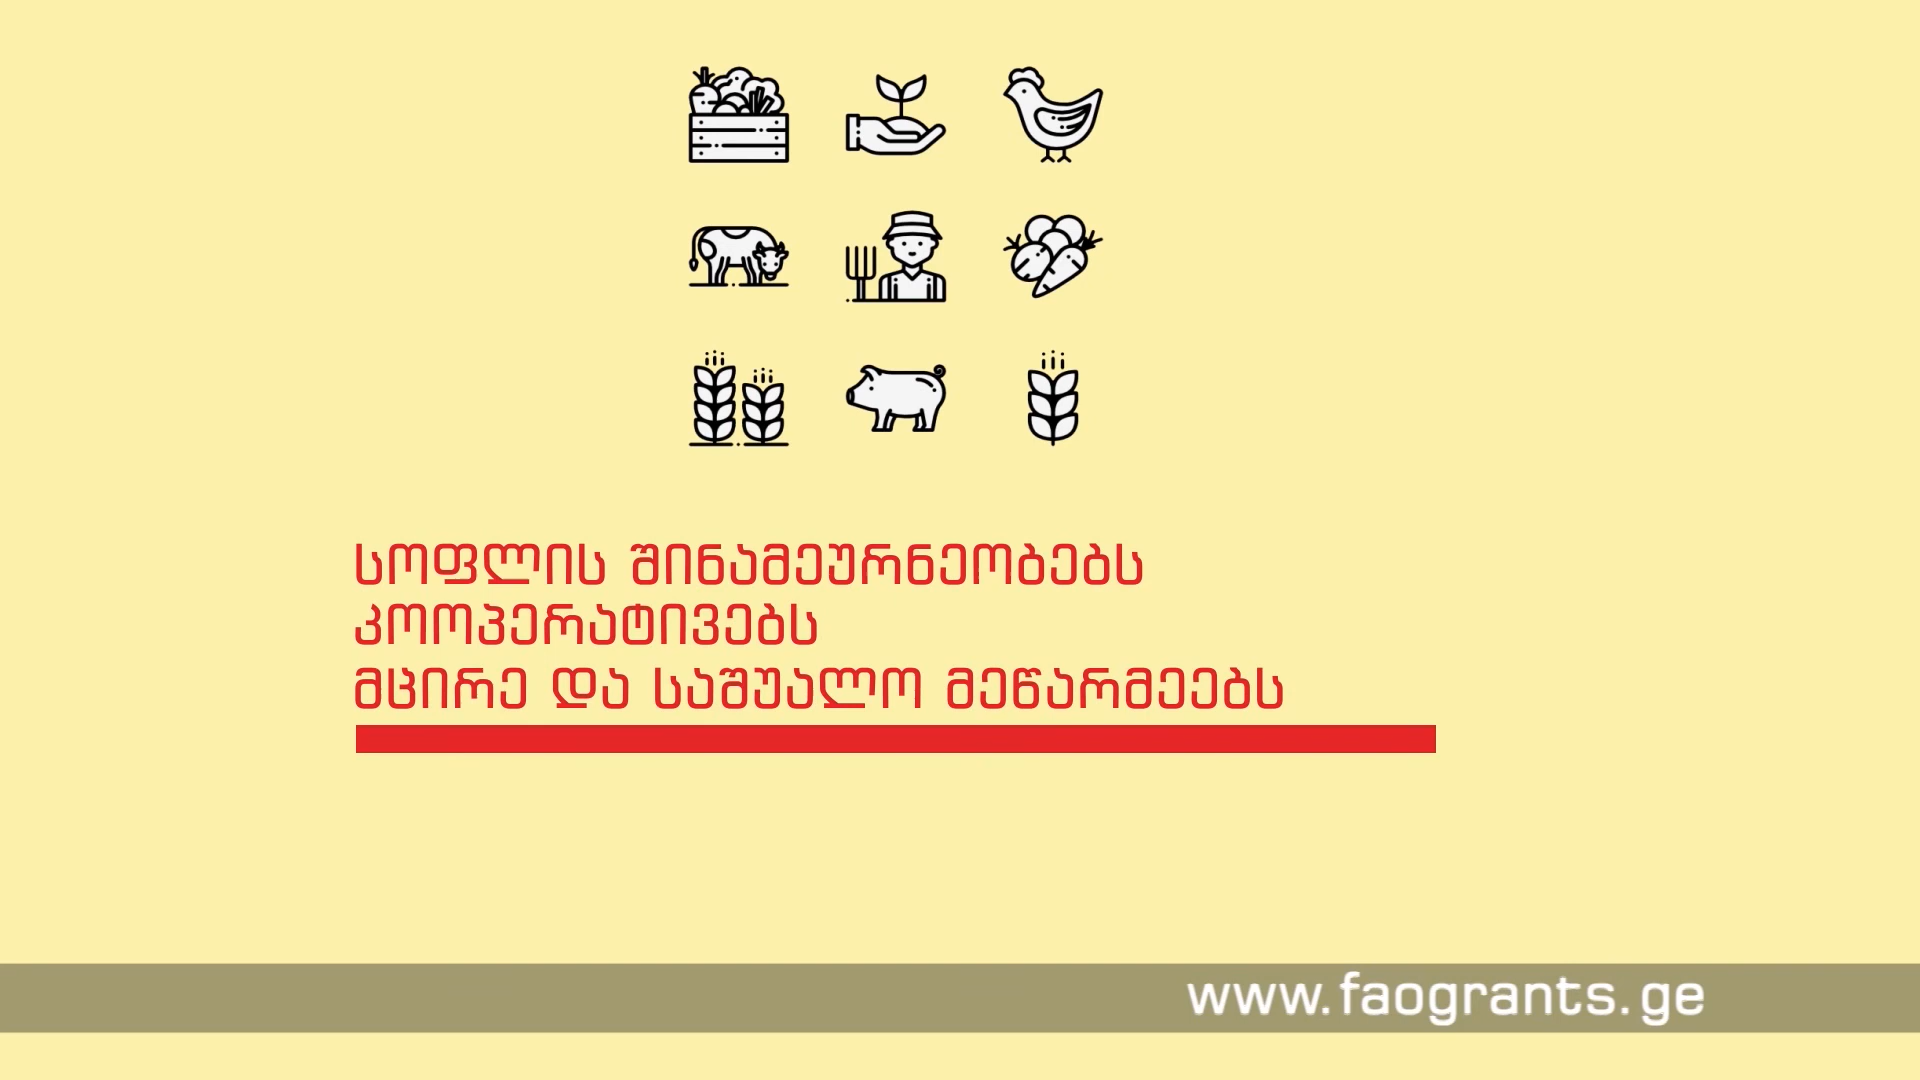 სოფლის შინამეურნეობებს
კოოპერატივებს
მცირე და საშუალო მეწარმეებს
www.faogrants.ge